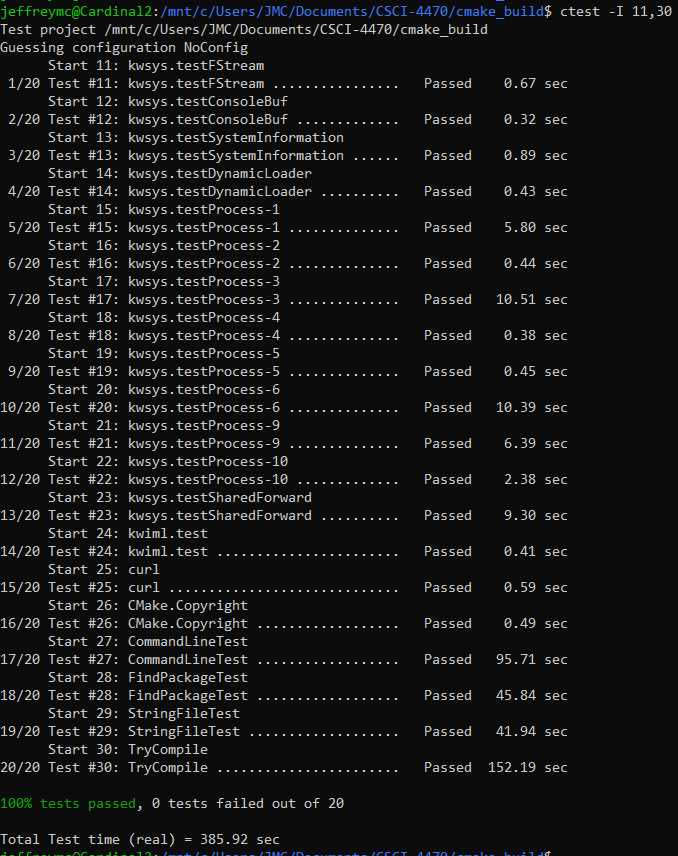 jeffreymc@Cardinal2:/mnt/c/Users/JMC/Documents/CSCI-4470/cmake_build$ ctest -I 11,30
Test project /mnt/c/Users/JMC/Documents/CSCI-4470/cmake_build
Guessing configuration NoConfig
      Start 11: kwsys.testFStream
 1/20 Test #11: kwsys.testFStream ................   Passed    0.67 sec
      Start 12: kwsys.testConsoleBuf
 2/20 Test #12: kwsys.testConsoleBuf .............   Passed    0.32 sec
      Start 13: kwsys.testSystemInformation
 3/20 Test #13: kwsys.testSystemInformation ......   Passed    0.89 sec
      Start 14: kwsys.testDynamicLoader
 4/20 Test #14: kwsys.testDynamicLoader ..........   Passed    0.43 sec
      Start 15: kwsys.testProcess-1
 5/20 Test #15: kwsys.testProcess-1 ..............   Passed    5.80 sec
      Start 16: kwsys.testProcess-2
 6/20 Test #16: kwsys.testProcess-2 ..............   Passed    0.44 sec
      Start 17: kwsys.testProcess-3
 7/20 Test #17: kwsys.testProcess-3 ..............   Passed   10.51 sec
      Start 18: kwsys.testProcess-4
 8/20 Test #18: kwsys.testProcess-4 ..............   Passed    0.38 sec
      Start 19: kwsys.testProcess-5
 9/20 Test #19: kwsys.testProcess-5 ..............   Passed    0.45 sec
      Start 20: kwsys.testProcess-6
10/20 Test #20: kwsys.testProcess-6 ..............   Passed   10.39 sec
      Start 21: kwsys.testProcess-9
11/20 Test #21: kwsys.testProcess-9 ..............   Passed    6.39 sec
      Start 22: kwsys.testProcess-10
12/20 Test #22: kwsys.testProcess-10 .............   Passed    2.38 sec
      Start 23: kwsys.testSharedForward
13/20 Test #23: kwsys.testSharedForward ..........   Passed    9.30 sec
      Start 24: kwiml.test
14/20 Test #24: kwiml.test .......................   Passed    0.41 sec
      Start 25: curl
15/20 Test #25: curl .............................   Passed    0.59 sec
      Start 26: CMake.Copyright
16/20 Test #26: CMake.Copyright ..................   Passed    0.49 sec
      Start 27: CommandLineTest
17/20 Test #27: CommandLineTest ..................   Passed   95.71 sec
      Start 28: FindPackageTest
18/20 Test #28: FindPackageTest ..................   Passed   45.84 sec
      Start 29: StringFileTest
19/20 Test #29: StringFileTest ...................   Passed   41.94 sec
      Start 30: TryCompile
20/20 Test #30: TryCompile .......................   Passed  152.19 sec

100% tests passed, 0 tests failed out of 20

Total Test time (real) = 385.92 sec
jeffreymc@Cardinal2:/mnt/c/Users/JMC/Documents/CSCI-4470/cmake_build$